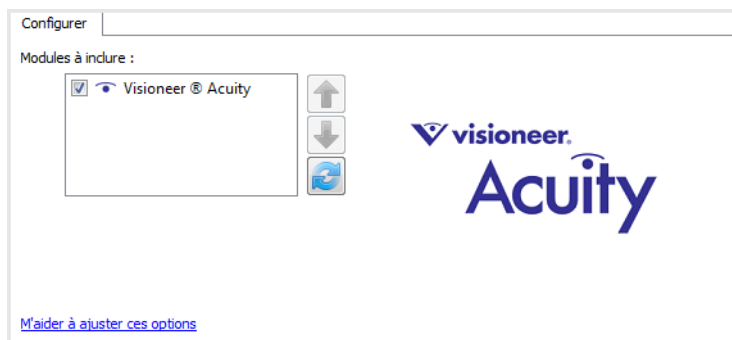 Configurer
Modules à inclure :
Visioneer ® Acuity
visioneer.
Acuity
M'aider à ajuster ces options